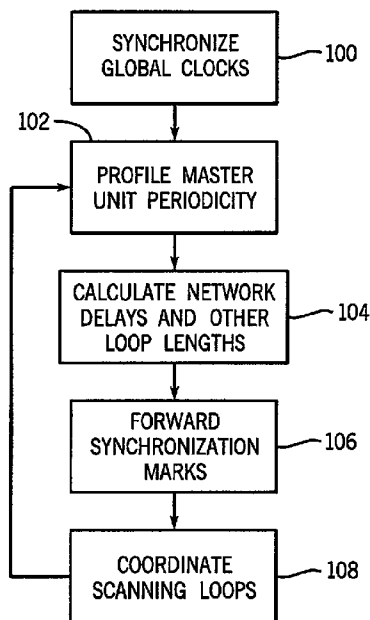 SYNCHRONIZE
GLOBAL CLOCKS
100
102
PROFILE MASTER
UNIT PERIODICITY
CALCULATE NETWORK
DELAYS AND OTHER
LOOP LENGTHS
104
FORWARD
SYNCHRONIZATION
MARKS
106
COORDINATE
SCANNING LOOPS
108